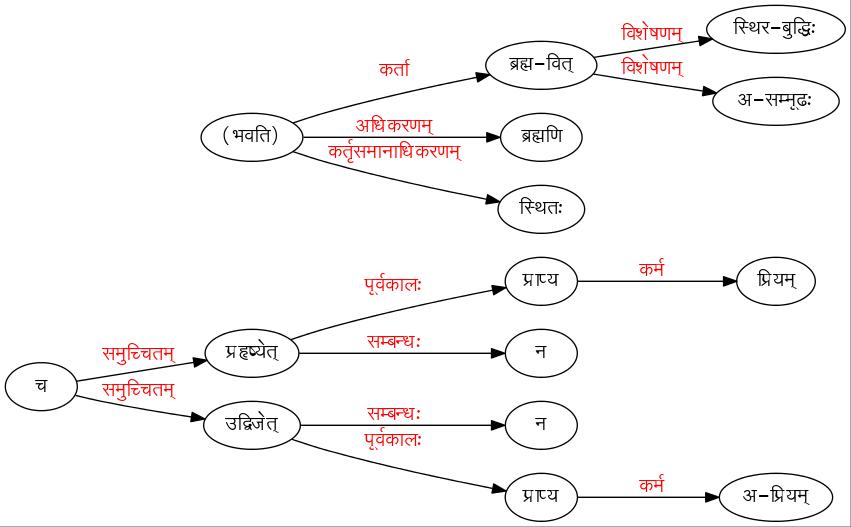 विशेषणम्
स्थिर-बुद्धिः
कर्ता
ब्रह्म-वित्
विशेषणम्
अ-सम्मूढः
(भवति)
अधिकरणम्
ब्रह्मणि
कर्तृसमानाधिकरणम्
स्थितः
पूर्वकालः
प्राप्य
कर्म
प्रियम्
समुच्चितम्
प्रहृष्येत्
सम्बन्धः
न
च
समुच्चितम्
उद्विजेत्
सम्बन्धः
न
पूर्वकालः
प्राप्य
कर्म
अ-प्रियम्